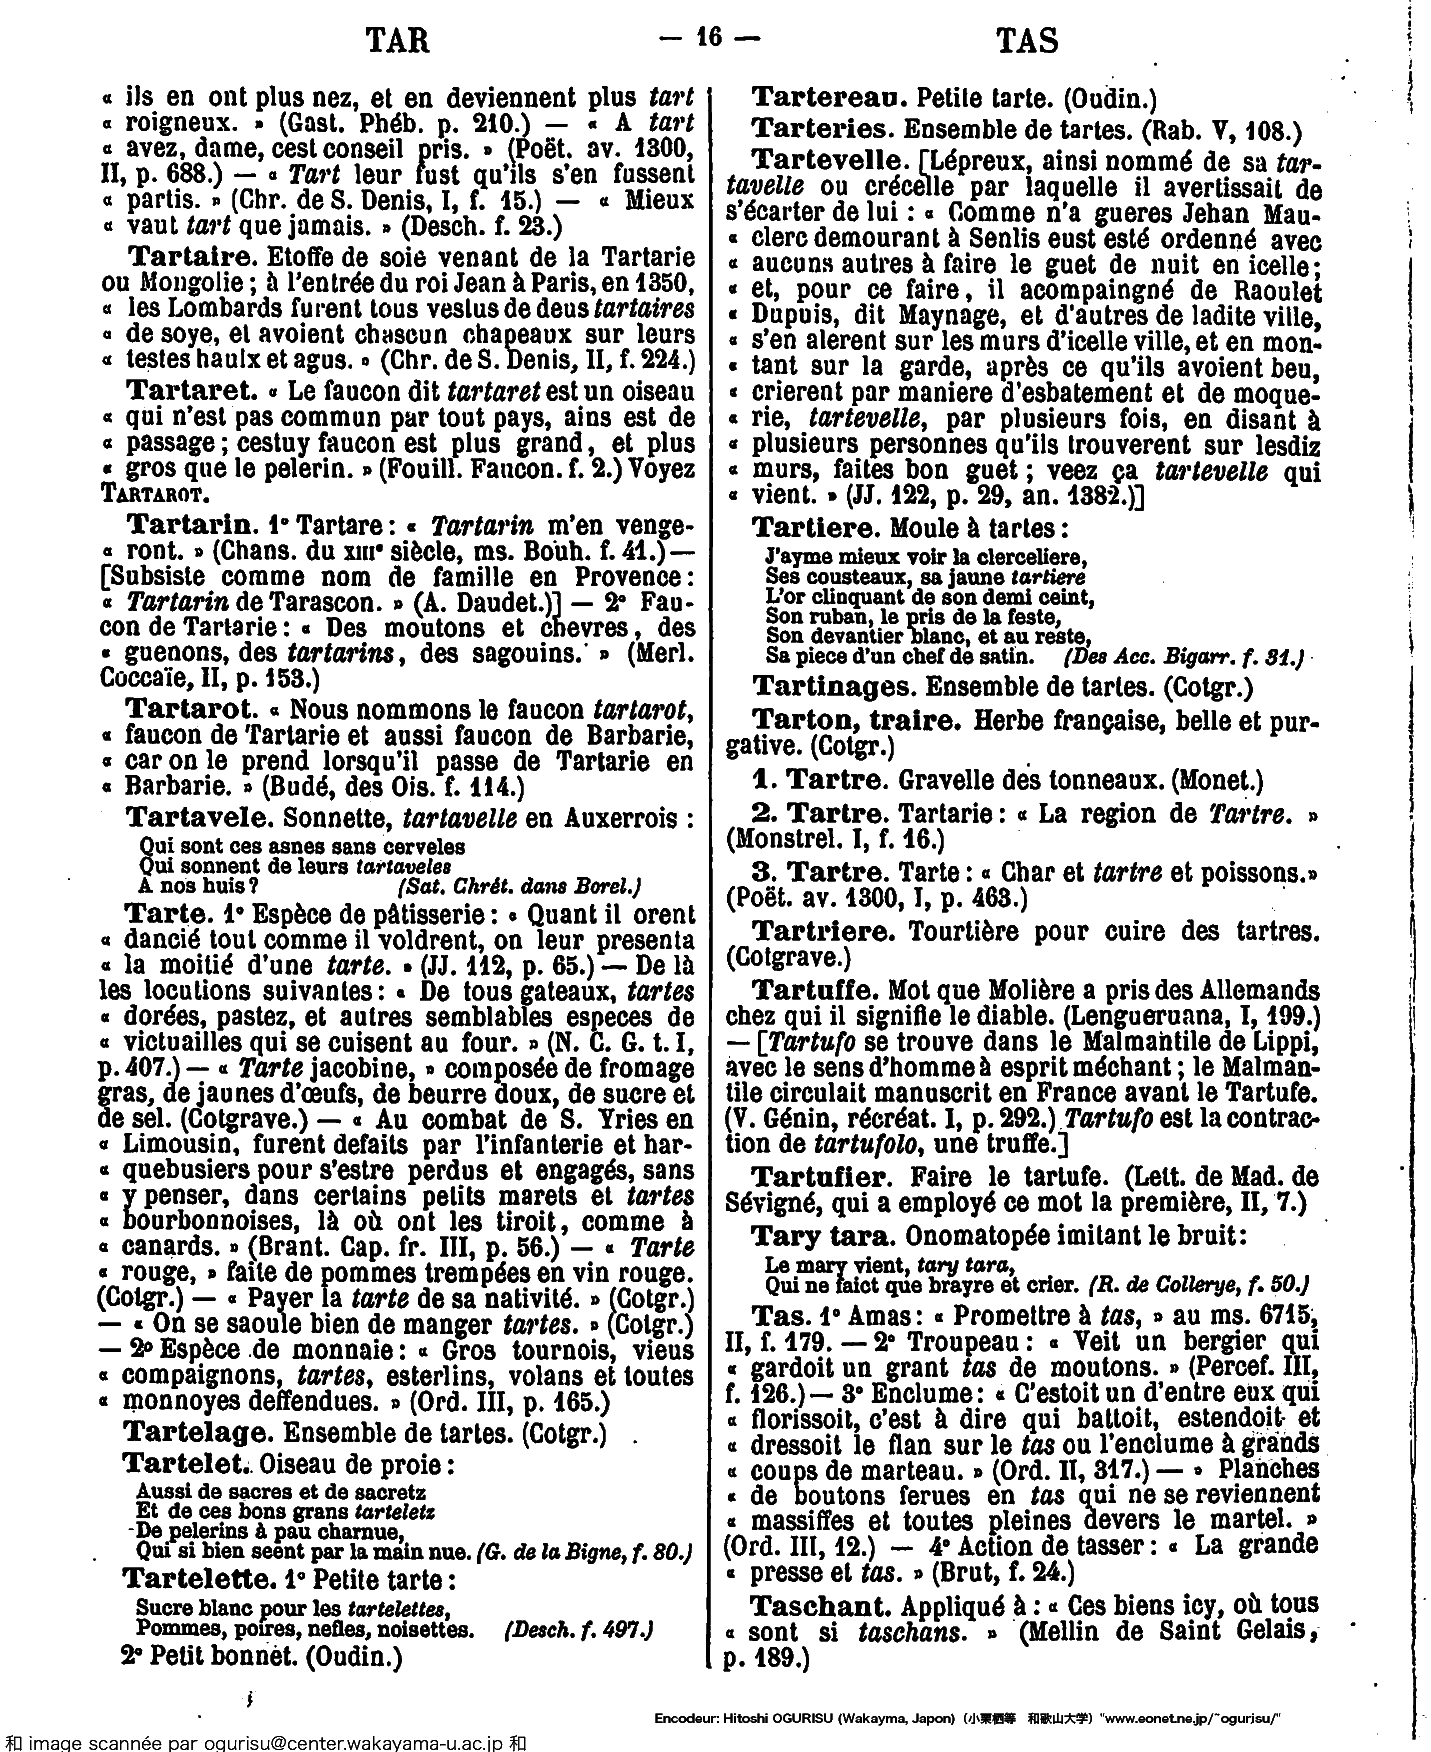 TAR — 16 — TAS
« ils en ont plus nez, et en deviennent plus tart
« roigneux. » (Gast. Phéb. p. 210.) — « A tart
« avez, dame, cest conseil pris. » (Poët. av. 1300,
II, p. 688.) — « Tart leur fust qu'ils s'en fussent
« partis. » (Chr. de S. Denis, I, f. 15.) — « Mieux
« vaut tart que jamais. » (Desch. f. 23.)
Tartaire. Etoffe de soie venant de la Tartarie
ou Mongolie ; à l'entrée du roi Jean à Paris, en 1350,
« les Lombards furent tous vestus de deus tartaires
« de soye, et avoient chascun chapeaux sur leurs
« testes haulx et agus. » (Chr. de S. Denis, II, f. 224.)
Tartaret. « Le faucon dit tartaret est un oiseau
« qui n'est pas commun par tout pays, ains est de
« passage ; cestuy faucon est plus grand, et plus
« gros que le pelerin. » (Fouill. Faucon. f. 2.) Voyez
TARTAROT.
Tartarin. 1° Tartare : « Tartarin m'en venge-
« ront. » (Chans. du XIIIe siècle, ms. Bouh. f. 41.) —
[Subsiste comme nom de famille en Provence :
« Tartarin de Tarascon. » (A. Daudet.)] — 2° Fau-
con de Tartarie : « Des moutons et chevres, des
« guenons, des tartarins, des sagouins. » (Merl.
Coccaïe, II, p. 153.)
Tartarot. « Nous nommons le faucon tartarot,
« faucon de Tartarie et aussi faucon de Barbarie,
« car on le prend lorsqu'il passe de Tartarie en
« Barbarie. » (Budé, des Ois. f. 114.)
Tartavele. Sonnette, tartavelle en Auxerrois :
Qui sont ces asnes sans cerveles
Qui sonnent de leurs tartaveles
A nos huis ? (Sat. Chrét. dans Borel.)
Tarte. 1° Espèce de pâtisserie : « Quant il orent
« dancié tout comme il voldrent, on leur presenta
« la moitié d'une tarte. » (JJ. 112, p. 65.) — De là
les locutions suivantes : « De tous gateaux, tartes
« dorées, pastez, et autres semblables especes de
« victuailles qui se cuisent au four. » (N. C. G. t. I,
p. 407.) — « Tarte jacobine, » composée de fromage
gras, de jaunes d'œufs, de beurre doux, de sucre et
de sel. (Cotgrave.) — « Au combat de S. Yries en
« Limousin, furent defaits par l'infanterie et har-
« quebusiers pour s'estre perdus et engagés, sans
« y penser, dans certains petits marets et tartes
« bourbonnoises, là où ont les tiroit, comme à
« canards. » (Brant. Cap. fr. III, p. 56.) — « Tarte
« rouge, » faite de pommes trempées en vin rouge.
(Cotgr.) — « Payer la tarte de sa nativité. » (Cotgr.)
— « On se saoule bien de manger tartes. » (Cotgr.)
— 2° Espèce de monnaie : « Gros tournois, vieus
« compaignons, tartes, esterlins, volans et toutes
« monnoyes deffendues. » (Ord. III, p. 165.)
Tartelage. Ensemble de tartes. (Cotgr.)
Tartelet. Oiseau de proie :
Aussi de sacres et de sacretz
Et de ces bons grans tarteletz
De pelerins à pau charnue,
Qui si bien seent par la main nue. (G. de la Bigne, f. 80.)
Tartelette. 1° Petite tarte :
Sucre blanc pour les tartelettes,
Pommes, poires, nefles, noisettes. (Desch. f. 497.)
2° Petit bonnet. (Oudin.)
Tartereau. Petite tarte. (Oudin.)
Tarteries. Ensemble de tartes. (Rab. V, 108.)
Tartevelle. [Lépreux, ainsi nommé de sa tar-
tavelle ou crécelle par laquelle il avertissait de
s'écarter de lui : « Comme n'a gueres Jehan Mau-
« clerc demourant à Senlis eust esté ordenné avec
« aucuns autres à faire le guet de nuit en icelle ;
« et, pour ce faire, il acompaingné de Raoulet
« Dupuis, dit Maynage, et d'autres de ladite ville,
« s'en alerent sur les murs d'icelle ville, et en mon-
« tant sur la garde, après ce qu'ils avoient beu,
« crierent par maniere d'esbatement et de moque-
« rie, tartevelle, par plusieurs fois, en disant à
« plusieurs personnes qu'ils trouverent sur lesdiz
« murs, faites bon guet ; veez ça tartevelle qui
« vient. » (JJ. 122, p. 29, an. 1382.)]
Tartiere. Moule à tartes :
J'ayme mieux voir la clerceliere,
Ses cousteaux, sa jaune tartiere
L'or clinquant de son demi ceint,
Son ruban, le pris de la feste,
Son devantier blanc, et au reste,
Sa piece d'un chef de satin. (Des Acc. Bigarr. f. 31.)
Tartinages. Ensemble de tartes. (Cotgr.)
Tarton, traire. Herbe française, belle et pur-
gative. (Cotgr.)
1. Tartre. Gravelle des tonneaux. (Monet.)
2. Tartre. Tartarie : « La region de Tartre. »
(Monstrel. I, f. 16.)
3. Tartre. Tarte : « Char et tartre et poissons. »
(Poët. av. 1300, I, p. 463.)
Tartriere. Tourtière pour cuire des tartres.
(Cotgrave.)
Tartuffe. Mot que Molière a pris des Allemands
chez qui il signifie le diable. (Lengueruana, I, 199.)
— [Tartufo se trouve dans le Malmantile de Lippi,
avec le sens d'homme à esprit méchant ; le Malman-
tile circulait manuscrit en France avant le Tartufe.
(V. Génin, récréat. I, p. 292.) Tartufo est la contrac-
tion de tartufolo, une truffe.]
Tartufier. Faire le tartufe. (Lett. de Mad. de
Sévigné, qui a employé ce mot la première, II, 7.)
Tary tara. Onomatopée imitant le bruit :
Le mary vient, tary tara,
Qui ne faict que brayre et crier. (R. de Collerye, f. 50.)
Tas. 1° Amas : « Promettre à tas, » au ms. 6715,
II, f. 179. — 2° Troupeau : « Veit un bergier qui
« gardoit un grant tas de moutons. » (Percef. III,
f. 126.) — 3° Enclume : « C'estoit un d'entre eux qui
« florissoit, c'est à dire qui battoit, estendoit et
« dressoit le flan sur le tas ou l'enclume à grands
« coups de marteau. » (Ord. II, 317.) — » Planches
« de boutons ferues en tas qui ne se reviennent
« massiffes et toutes pleines devers le martel. »
(Ord. III, 12.) — 4° Action de tasser : « La grande
« presse et tas. » (Brut, f. 24.)
Taschant. Appliqué à : « Ces biens icy, où tous
« sont si taschans. » (Mellin de Saint Gelais,
p. 189.)
Encodeur: Hitoshi OGURISU (Wakayma, Japon) (小栗栖等 和歌山大学) "www.eonet.ne.jp/~ogurisu/"
和 image scannée par ogurisu@center.wakayama-u.ac.jp 和